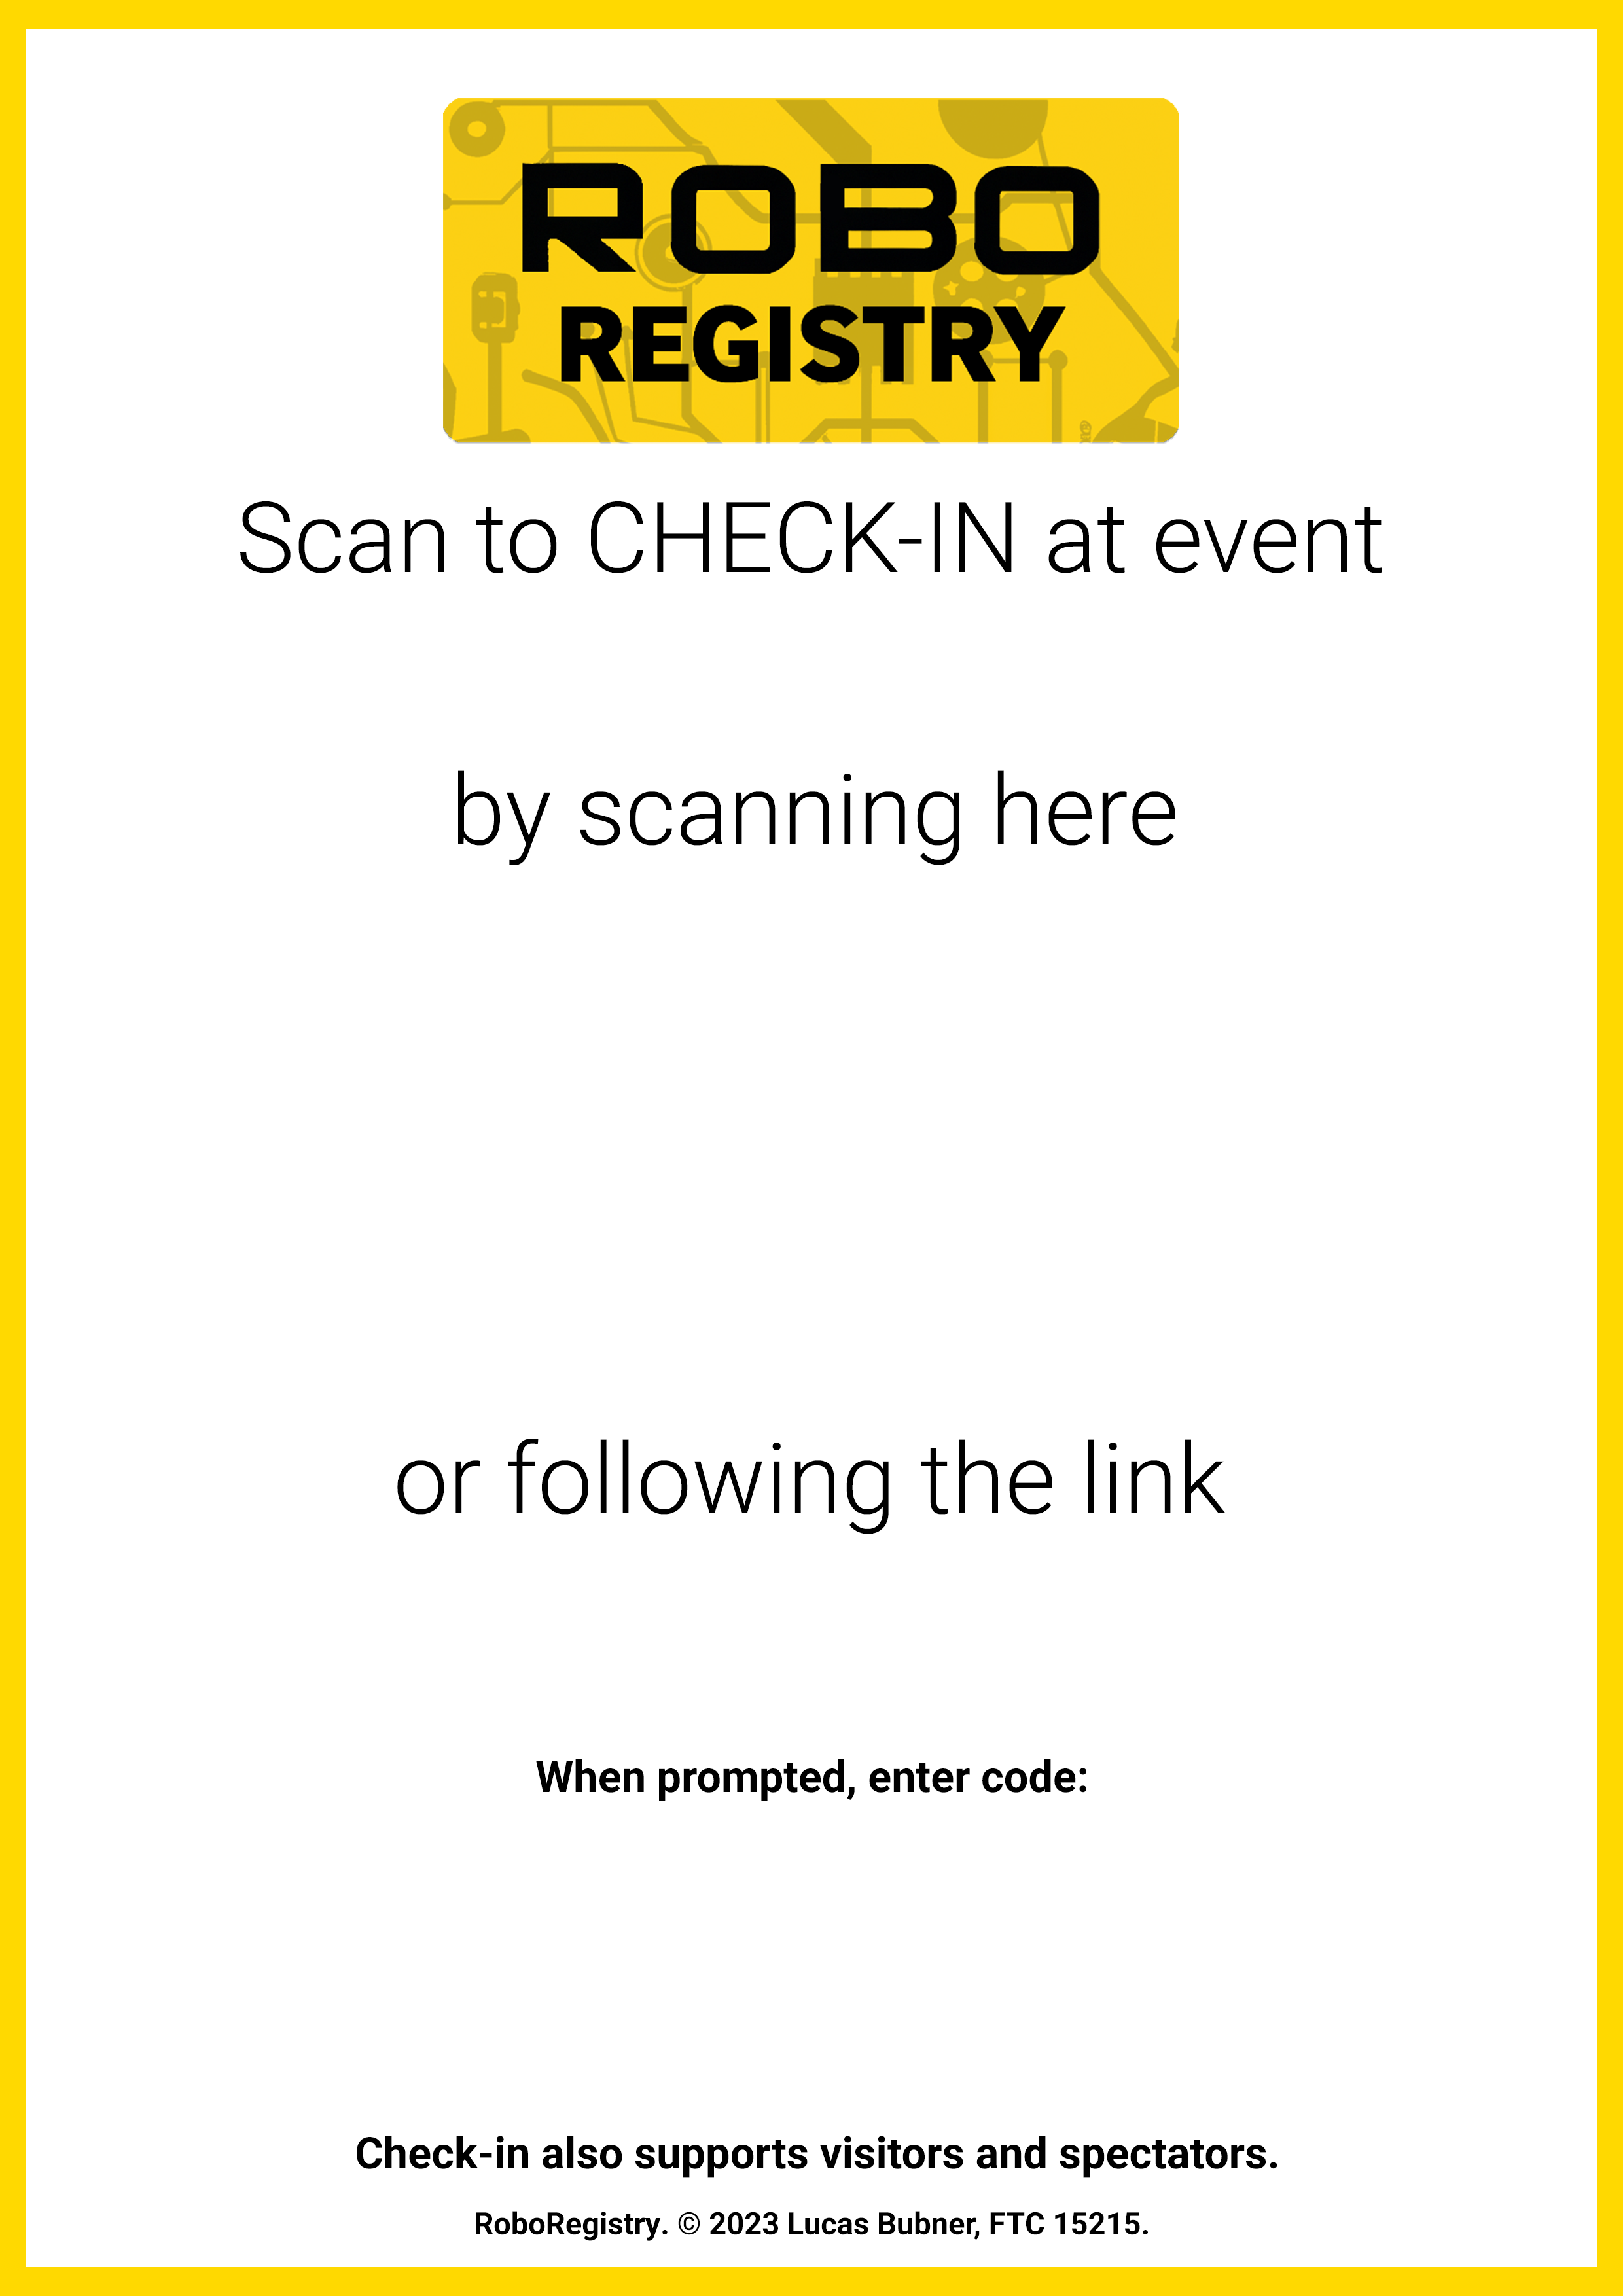 ROBO
REGISTRY
Scan to CHECK-IN at event
by scanning here
or following the link
When prompted, enter code:
Check-in also supports visitors and spectators.
RoboRegistry. © 2023 Lucas Bubner, FTC 15215.